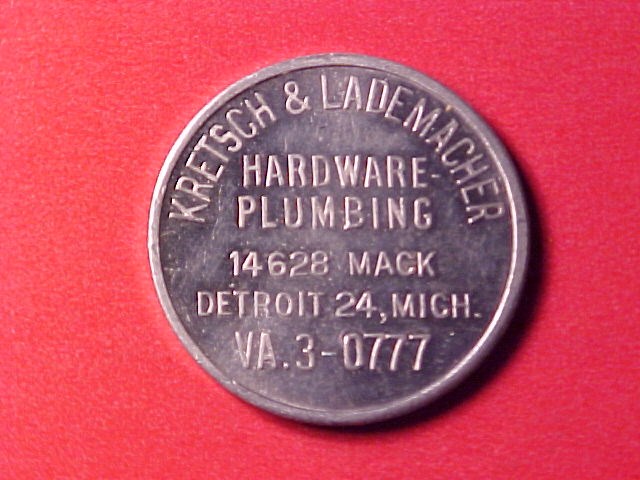 KRETSCH & LADEMACHER
HARDWARE-
PLUMBING
14628 MACK
DETROIT 24, MICH.
VA.3-0777